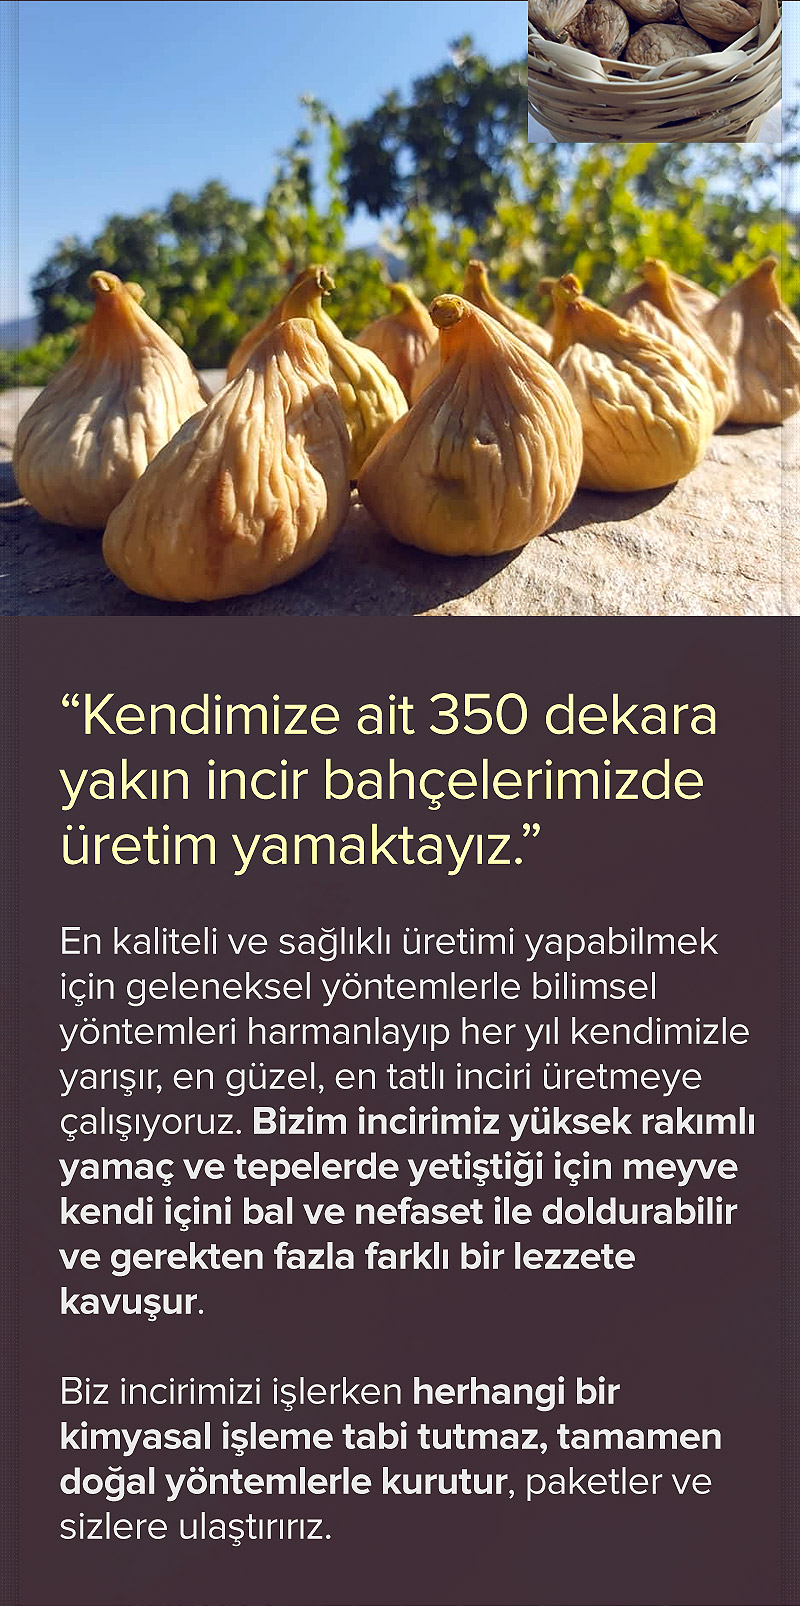 “Kendimize ait 350 dekara
yakın incir bahçelerimizde
üretim yamaktayız.”
En kaliteli ve sağlıklı üretimi yapabilmek
için geleneksel yöntemlerle bilimsel
yöntemleri harmanlayıp her yıl kendimizle
yarışır, en güzel, en tatlı inciri üretmeye
çalışıyoruz. Bizim incirimiz yüksek rakımlı
yamaç ve tepelerde yetiştiği için meyve
kendi içini bal ve nefaset ile doldurabilir
ve gerekten fazla farklı bir lezzete
kavuşur.
Biz incirimizi işlerken herhangi bir
kimyasal işleme tabi tutmaz, tamamen
doğal yöntemlerle kurutur, paketler ve
sizlere ulaştırırız.